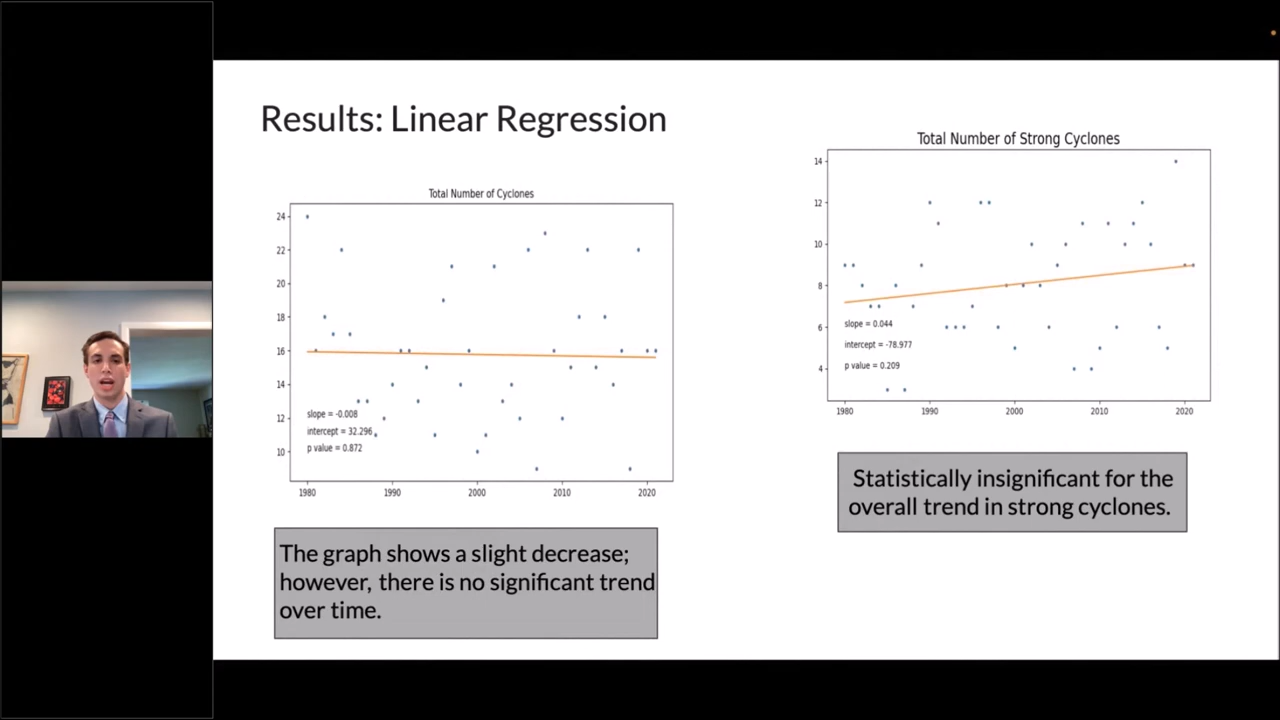 Results: Linear Regression
Total Number of Cyclones
24
22
20
18
16
14
12
10
slope = -0.008
intercept = 32.296
p value = 0.872
1980 1990 2000 2010 2020
The graph shows a slight decrease;
however, there is no significant trend
over time.
Total Number of Strong Cyclones
14
12
10
8
6
4
slope = 0.044
intercept = -78.977
p value = 0.209
1980 1990 2000 2010 2020
Statistically insignificant for the
overall trend in strong cyclones.